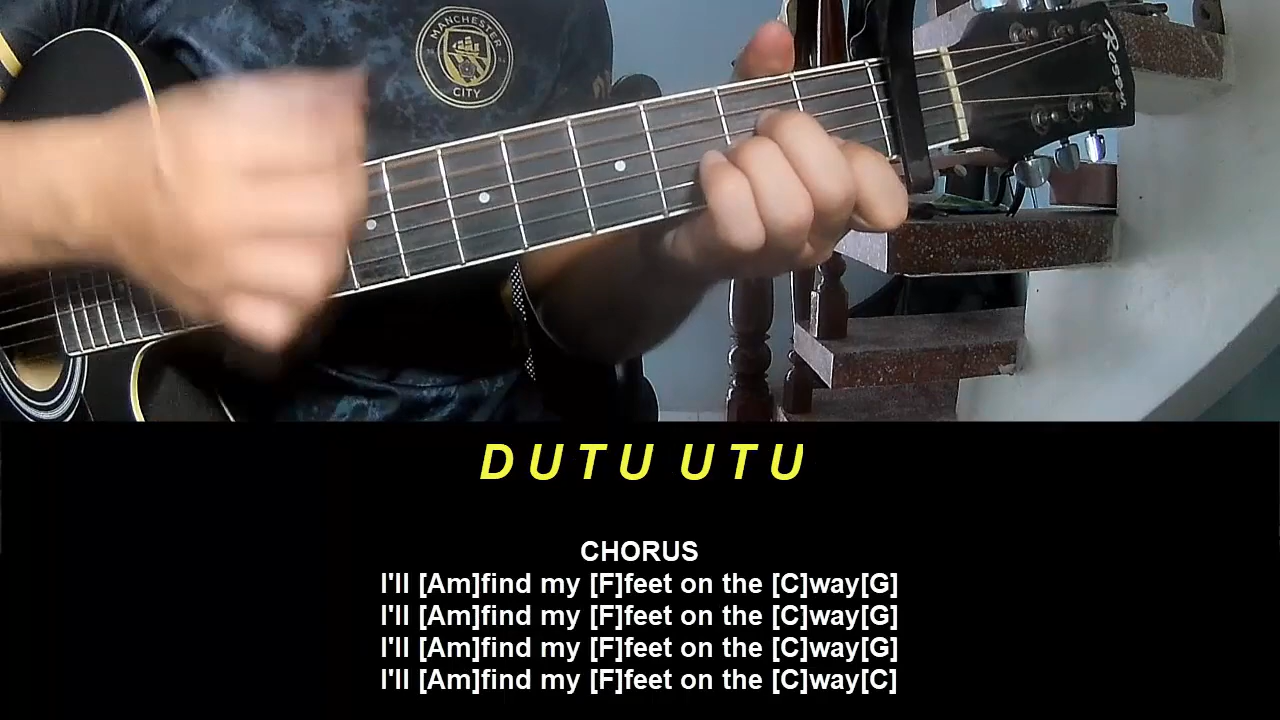 MANCHESTER
CITY
Rosen
D U T U U T U
CHORUS
I'll [Am]find my [F]feet on the [C]way[G]
I'll [Am]find my [F]feet on the [C]way[G]
I'll [Am]find my [F]feet on the [C]way[G]
I'll [Am]find my [F]feet on the [C]way[C]